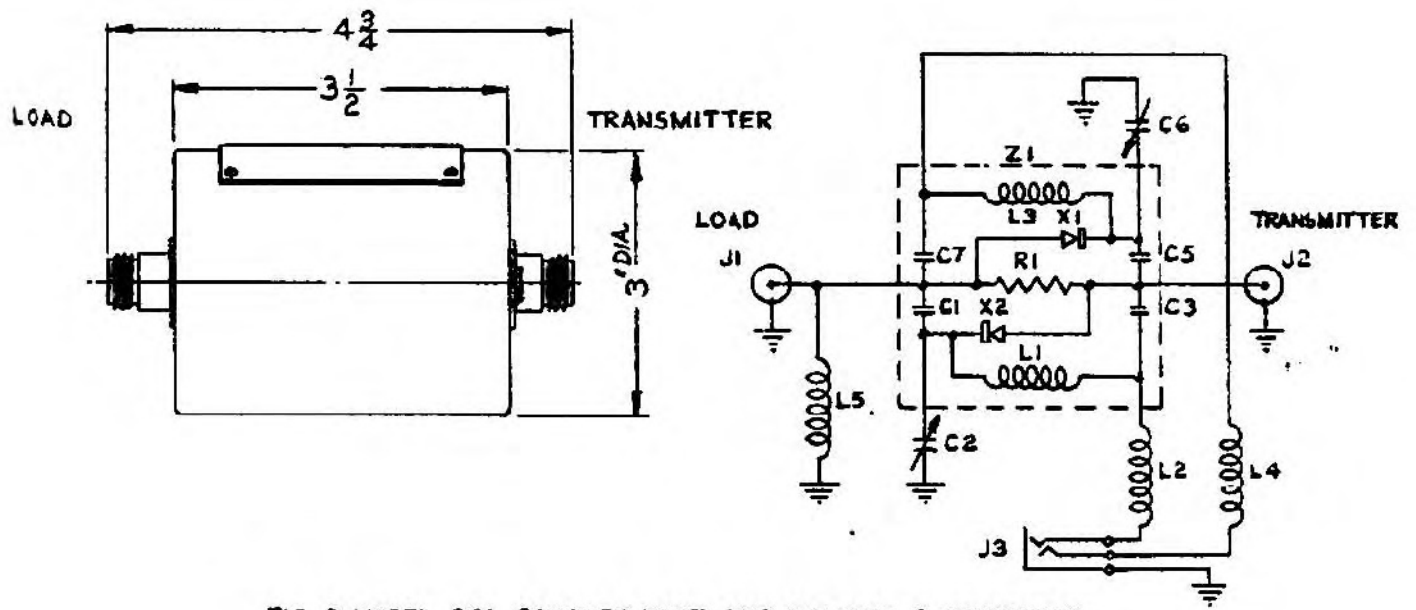 4 3/4
3 1/2
LOAD
TRANSMITTER
3" DIA.
C6
Z1
L3
X1
LOAD
TRANSMITTER
J1
C7
R1
C5
J2
C1
X2
C3
L1
L5
C2
L2
L4
J3